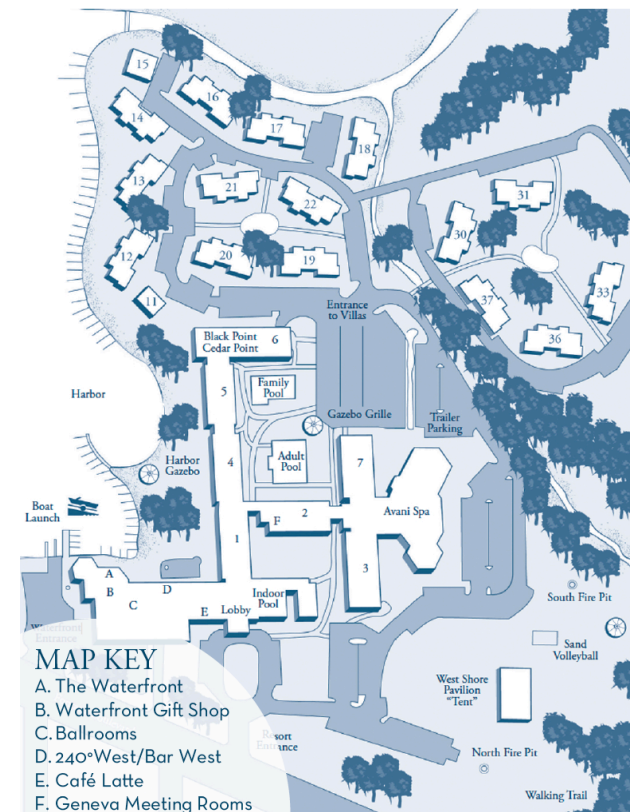 15
16
14
17
18
13
21
22
31
30
12
20
19
11
37
33
36
Entrance
to Villas
Black Point
Cedar Point
6
Family
Pool
5
Gazebo Grille
Trailer
Parking
Harbor
Harbor
Gazebo
4
Adult
Pool
7
Boat
Launch
F
2
Avani Spa
1
3
A
B
C
D
E
Lobby
Indoor
Pool
South Fire Pit
Waterfront
Entrance
Sand
Volleyball
West Shore
Pavilion
"Tent"
Resort
Entrance
North Fire Pit
Walking Trail
MAP KEY
A. The Waterfront
B. Waterfront Gift Shop
C. Ballrooms
D. 240°West/Bar West
E. Café Latte
F. Geneva Meeting Rooms